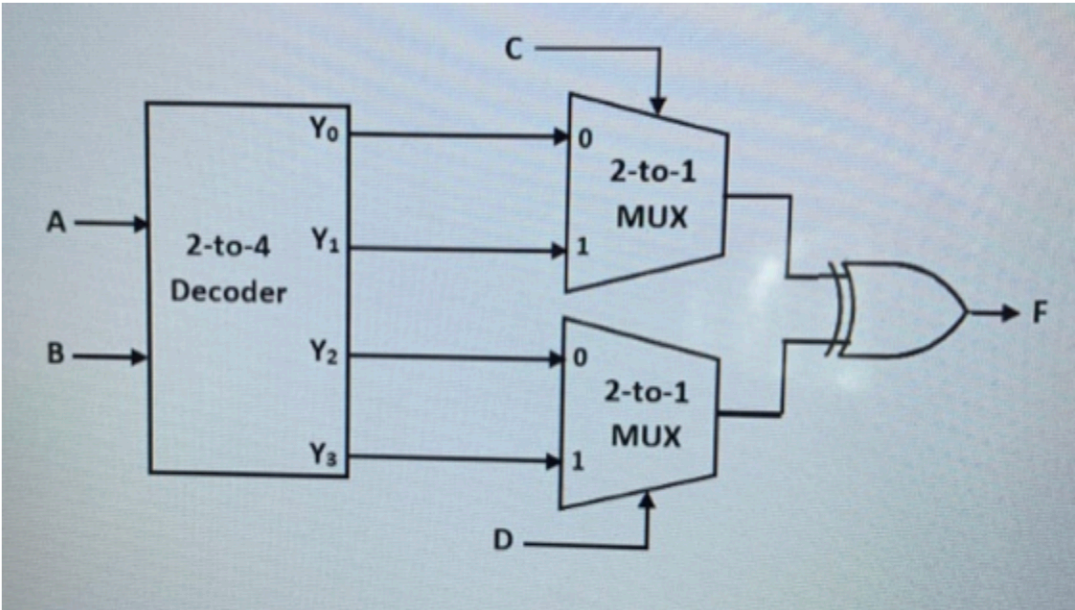 C
Y₀
0
2-to-1
MUX
A
2-to-4
Decoder
Y₁
1
F
B
Y₂
0
2-to-1
MUX
Y₃
1
D